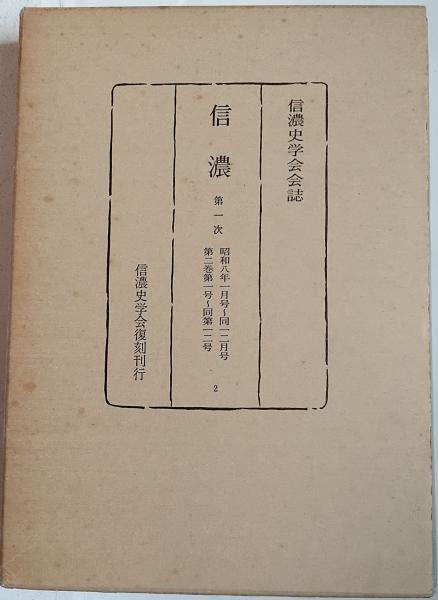 信濃史学会会誌
信濃
第一次
昭和八年一月号〜同一二月号
第二巻第一号〜同第一二号
2
信濃史学会復刻刊行